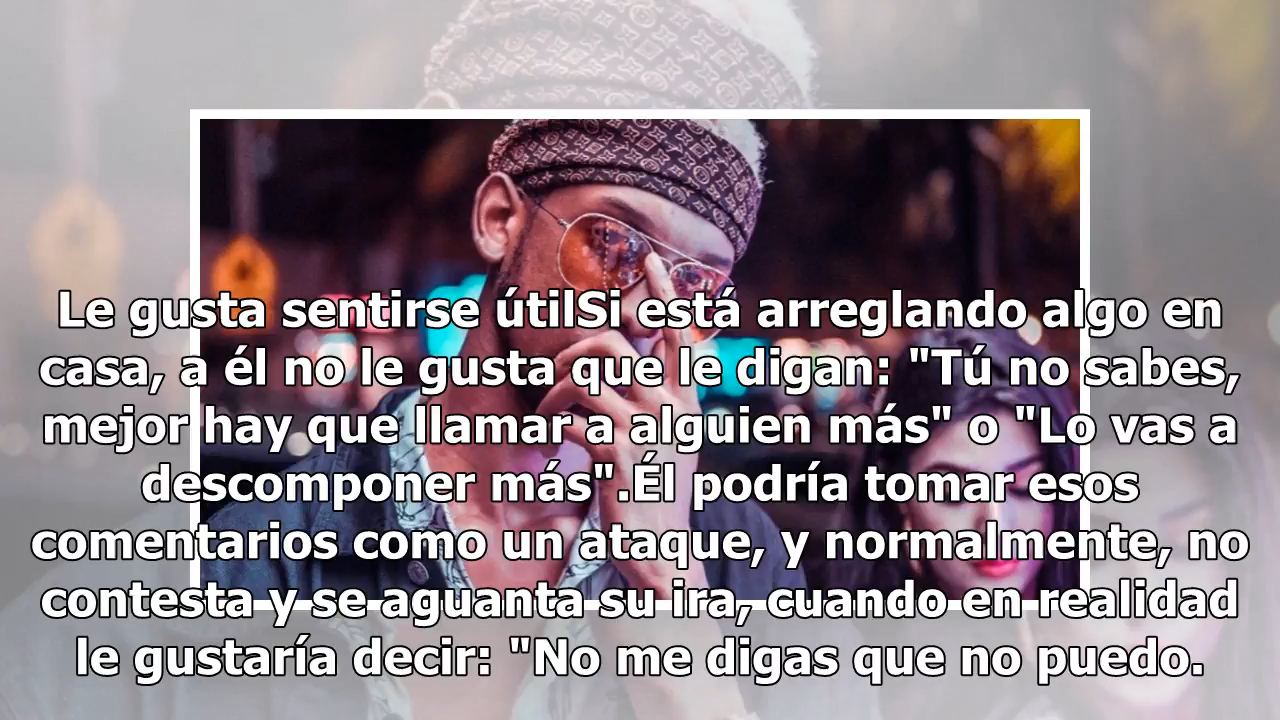 Le gusta sentirse útilSi está arreglando algo en
casa, a él no le gusta que le digan: "Tú no sabes,
mejor hay que llamar a alguien más" o "Lo vas a
descomponer más".Él podría tomar esos
comentarios como un ataque, y normalmente, no
contesta y se aguanta su ira, cuando en realidad
le gustaría decir: "No me digas que no puedo.